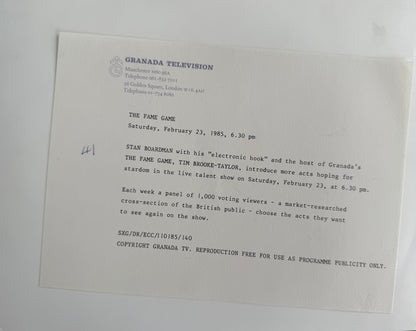 GRANADA TELEVISION
Manchester M60 9EA
Telephone 061-832 7211
36 Golden Square, London W1R 4AH
Telephone 01-734 8080
THE FAME GAME
Saturday, February 23, 1985, 6.30 pm
41
STAN BOARDMAN with his "electronic book" and the host of Granada's
THE FAME GAME, TIM BROOKE-TAYLOR, introduce more acts hoping for
stardom in the live talent show on Saturday, February 23, at 6.30 pm.
Each week a panel of 1,000 voting viewers - a market-researched
cross-section of the British public - choose the acts they want
to see again on the show.
SXG/DR/ECC/110185/140
COPYRIGHT GRANADA TV. REPRODUCTION FREE FOR USE AS PROGRAMME PUBLICITY ONLY.